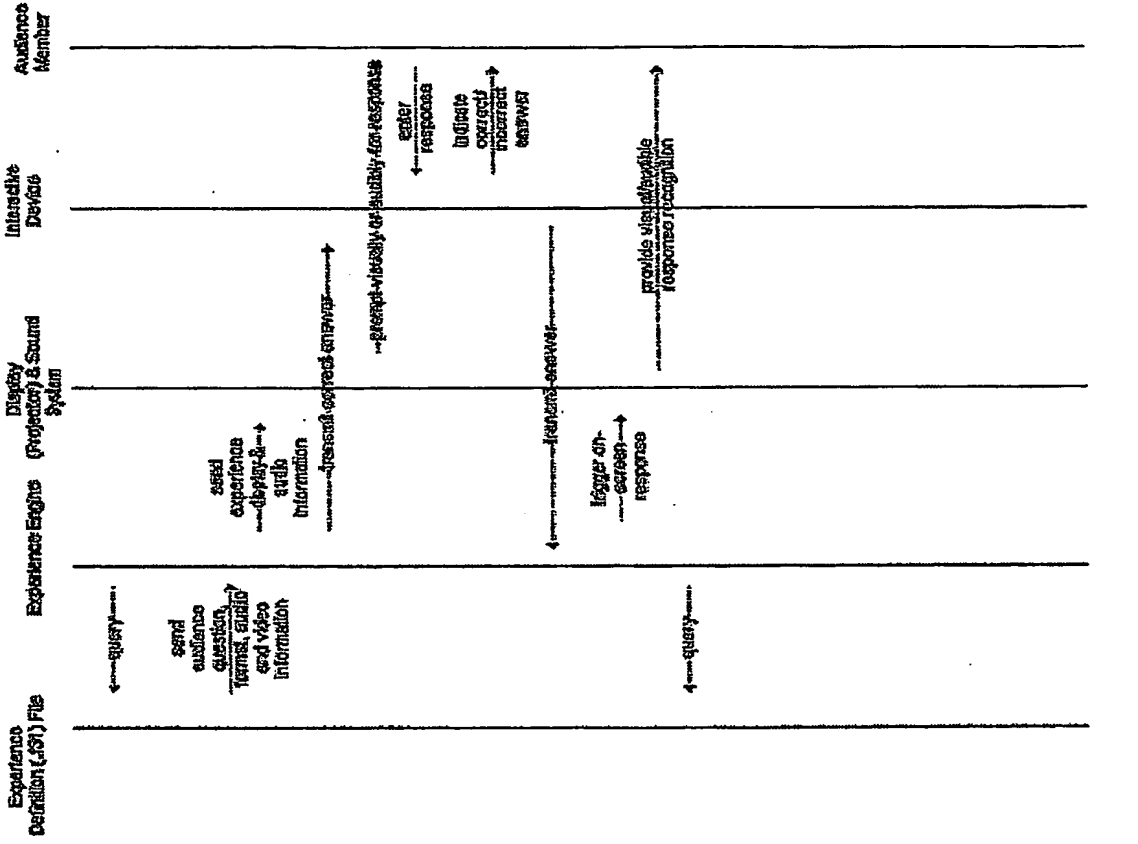 Experience
Definition (.f31) File
Experience Engine
Display
(Projector) & Sound
System
Interactive
Device
Audience
Member
query
send
audience
question,
format, audio
and video
information
send
experience
display &
audio
information
transmit correct answer
prompt visually or audibly for response
enter
response
indicate
correct/
incorrect
answer
transmit answer
trigger on-
screen
response
provide visual/audible
response recognition
query